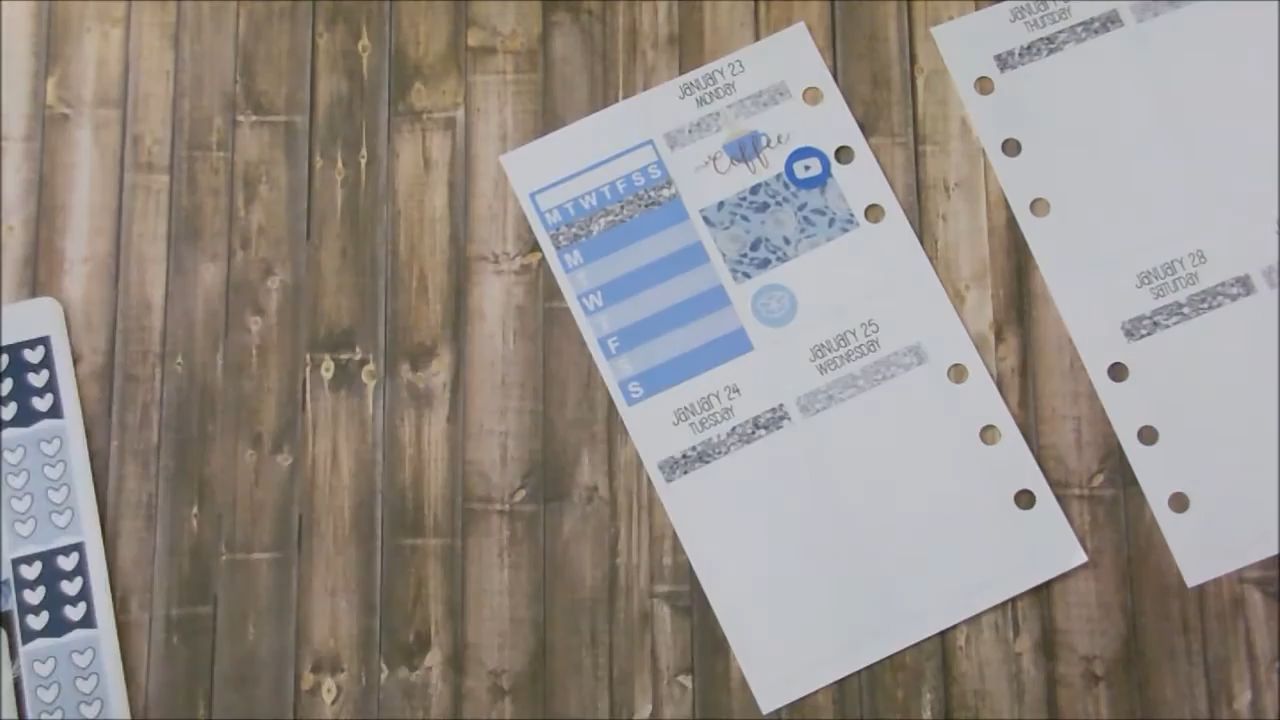 January 23
Monday
Coffee
MTWTFSS
M
T
W
T
F
S
S
January 24
Tuesday
January 25
Wednesday
Thursday
January 28
Saturday